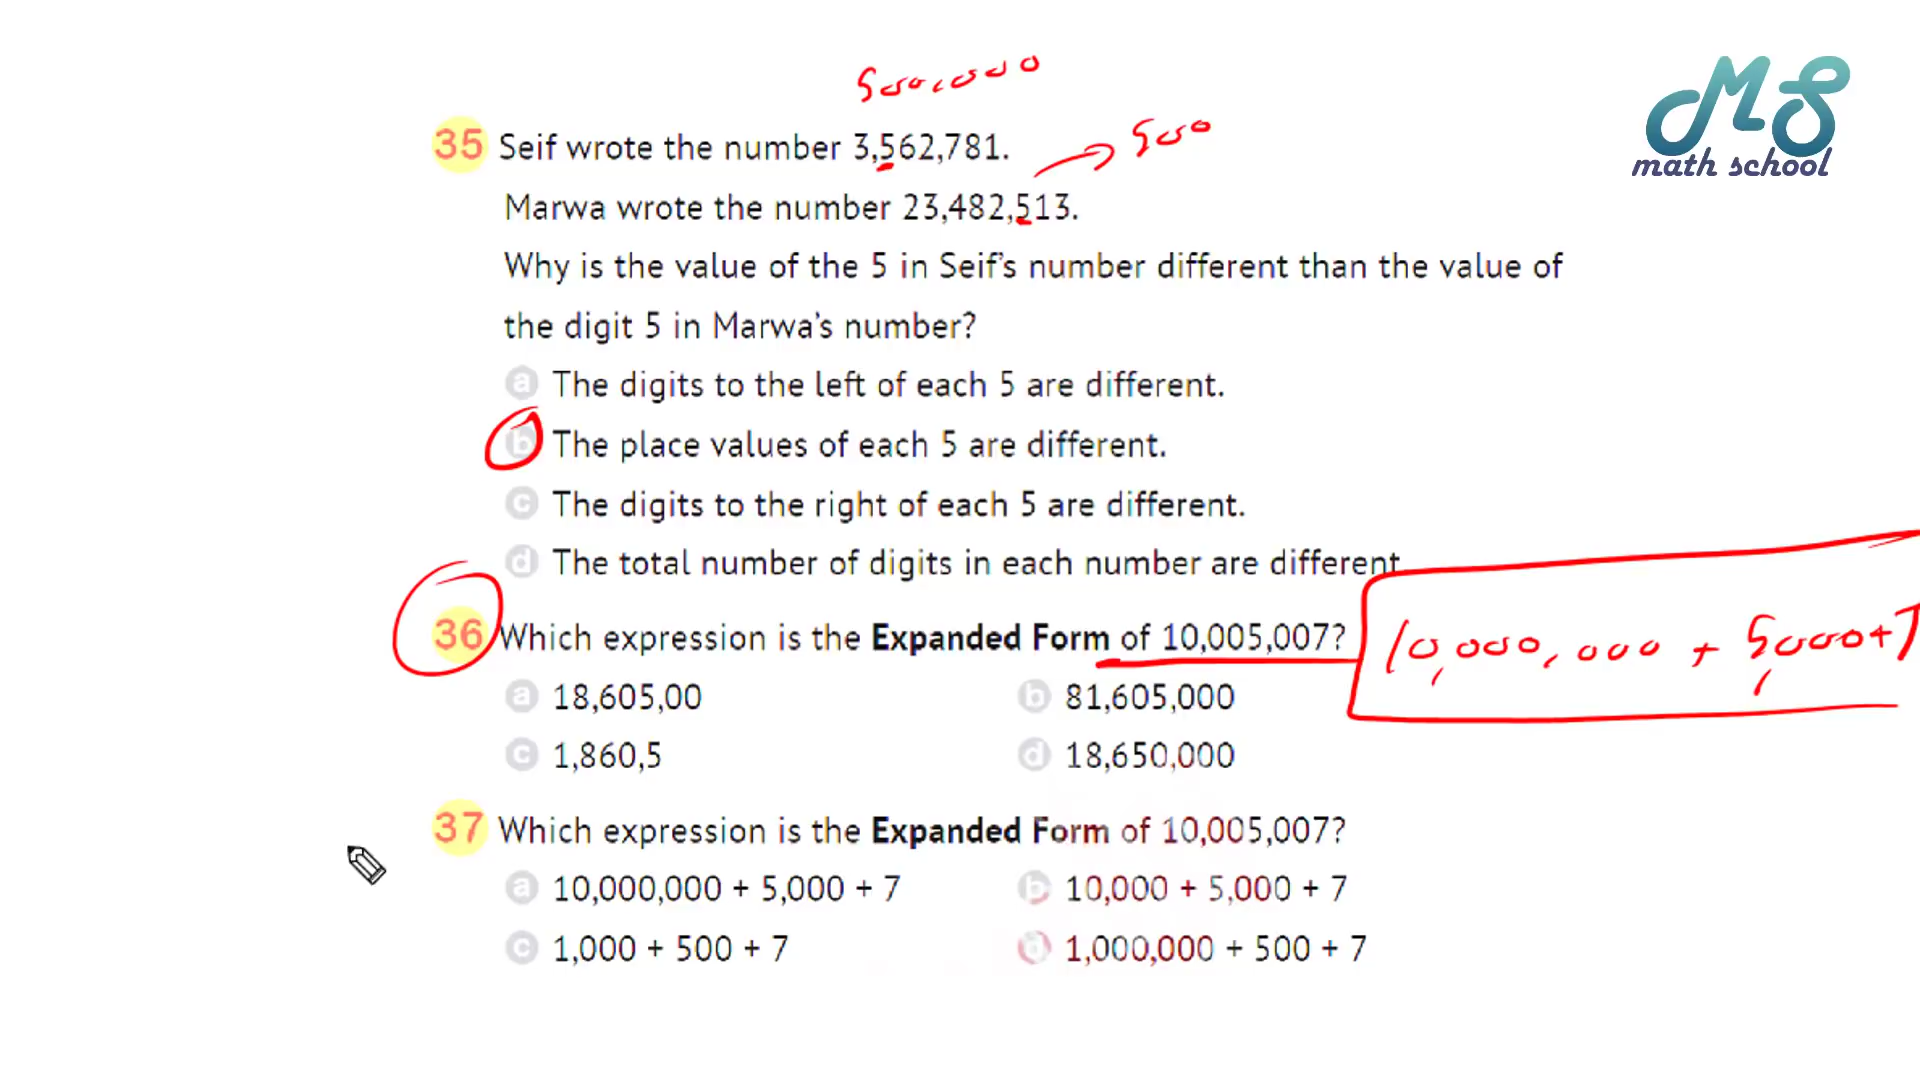 500,000
MS
math school
35 Seif wrote the number 3,562,781.
500
Marwa wrote the number 23,482,513.
Why is the value of the 5 in Seif's number different than the value of
the digit 5 in Marwa's number?
a The digits to the left of each 5 are different.
b The place values of each 5 are different.
c The digits to the right of each 5 are different.
d The total number of digits in each number are different
36 Which expression is the Expanded Form of 10,005,007?
10,000,000 + 5,000+7
a 18,605,00 b 81,605,000
c 1,860,5 d 18,650,000
37 Which expression is the Expanded Form of 10,005,007?
a 10,000,000 + 5,000 + 7 b 10,000 + 5,000 + 7
c 1,000 + 500 + 7 d 1,000,000 + 500 + 7